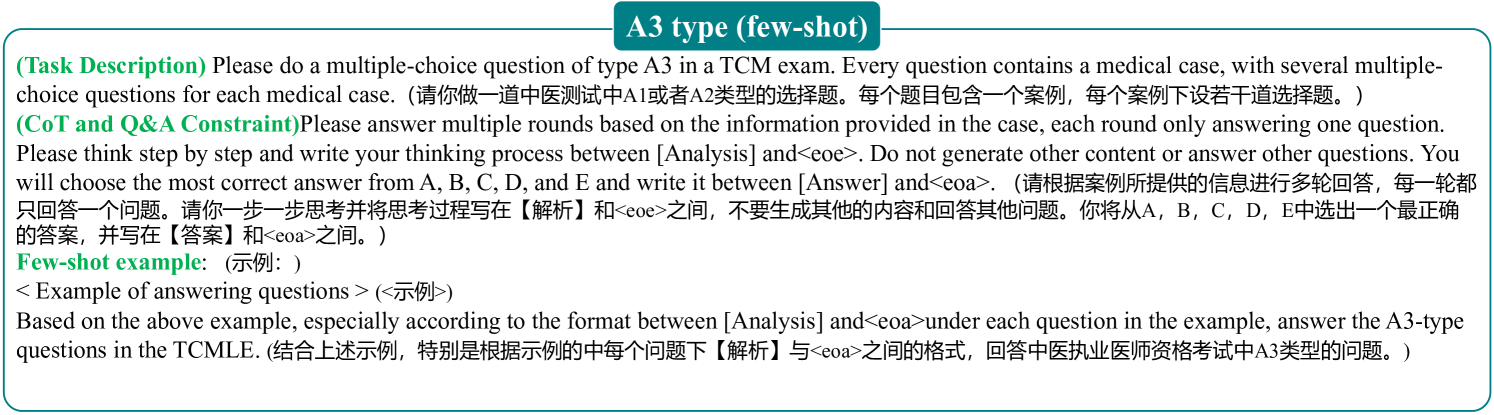 A3 type (few-shot)
(Task Description) Please do a multiple-choice question of type A3 in a TCM exam. Every question contains a medical case, with several multiple-
choice questions for each medical case.（请你做一道中医测试中A1或者A2类型的选择题。每个题目包含一个案例，每个案例下设若干道选择题。）
(CoT and Q&A Constraint)Please answer multiple rounds based on the information provided in the case, each round only answering one question.
Please think step by step and write your thinking process between [Analysis] and<eoe>. Do not generate other content or answer other questions. You
will choose the most correct answer from A, B, C, D, and E and write it between [Answer] and<eoa>. （请根据案例所提供的信息进行多轮回答，每一轮都
只回答一个问题。请你一步一步思考并将思考过程写在【解析】和<eoe>之间，不要生成其他的内容和回答其他问题。你将从A，B，C，D，E中选出一个最正确
的答案，并写在【答案】和<eoa>之间。）
Few-shot example: (示例：)
< Example of answering questions > (<示例>)
Based on the above example, especially according to the format between [Analysis] and<eoa>under each question in the example, answer the A3-type
questions in the TCMLE. (结合上述示例，特别是根据示例的中每个问题下【解析】与<eoa>之间的格式，回答中医执业医师资格考试中A3类型的问题。)